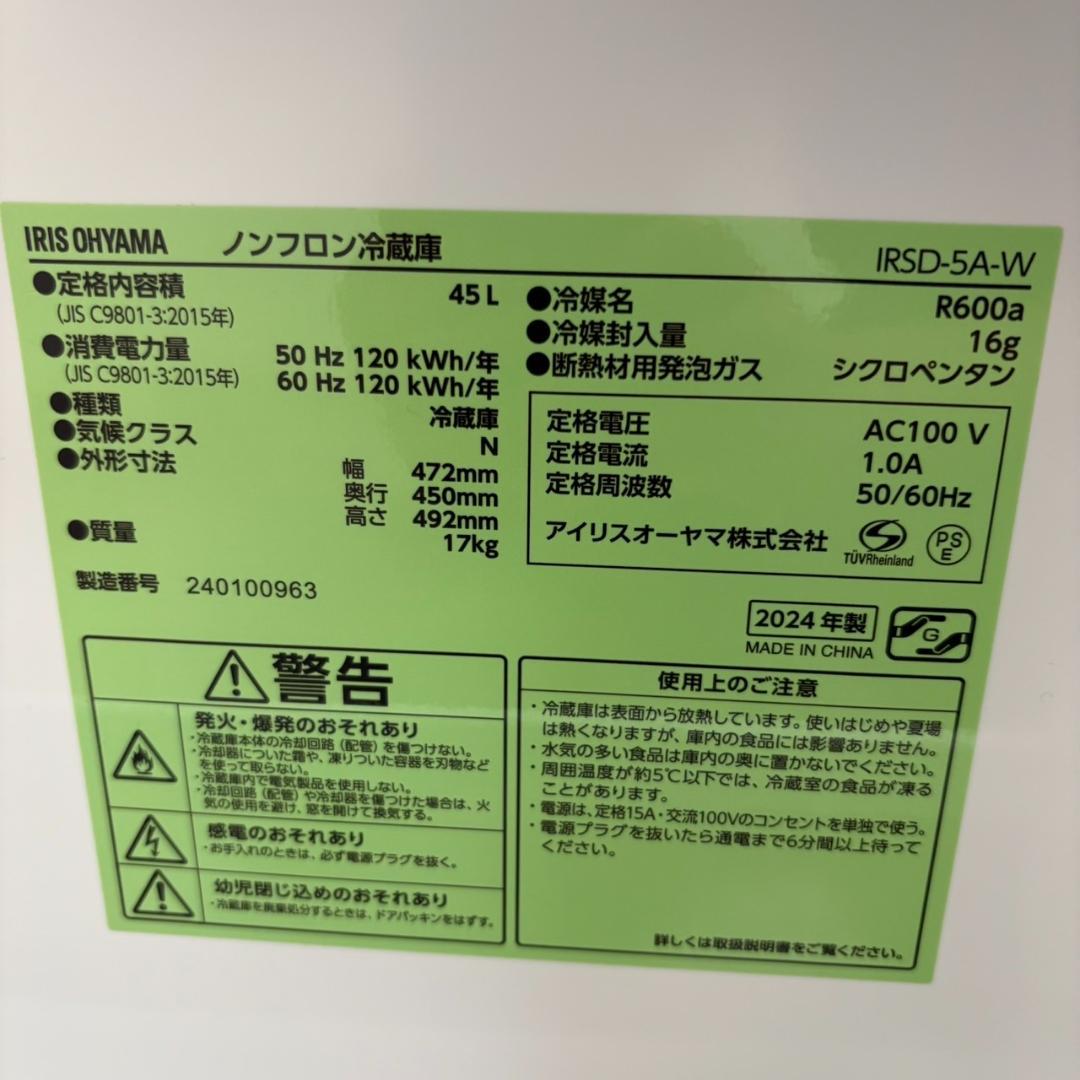 IRIS OHYAMA ノンフロン冷蔵庫 IRSD-5A-W
●定格内容積 45 L
(JIS C9801-3:2015年)
●消費電力量 50 Hz 120 kWh/年
(JIS C9801-3:2015年) 60 Hz 120 kWh/年
●種類 冷蔵庫
●気候クラス N
●外形寸法 幅 472mm
奥行 450mm
高さ 492mm
●質量 17kg
製造番号 240100963
●冷媒名 R600a
●冷媒封入量 16g
●断熱材用発泡ガス シクロペンタン
定格電圧 AC100 V
定格電流 1.0A
定格周波数 50/60Hz
アイリスオーヤマ株式会社 TÜVRheinland PS E
2024年製
MADE IN CHINA
G
警告
発火・爆発のおそれあり
・冷蔵庫本体の冷却回路(配管)を傷つけない。
・冷却器についた霜や、凍りついた容器を刃物など
を使って取らない。
・冷蔵庫内で電気製品を使用しない。
・冷却回路(配管)や冷却器を傷つけた場合は、火
気の使用を避け、窓を開けて換気する。
感電のおそれあり
・お手入れのときは、必ず電源プラグを抜く。
幼児閉じ込めのおそれあり
・冷蔵庫を廃棄処分するときは、ドアパッキンをはずす。
使用上のご注意
・冷蔵庫は表面から放熱しています。使いはじめや夏場
は熱くなりますが、庫内の食品には影響ありません。
・水気の多い食品は庫内の奥に置かないでください。
・周囲温度が約5℃以下では、冷蔵室の食品が凍る
ことがあります。
・電源は、定格15A・交流100Vのコンセントを単独で使う。
・電源プラグを抜いたら通電まで6分間以上待って
ください。
詳しくは取扱説明書をご覧ください。